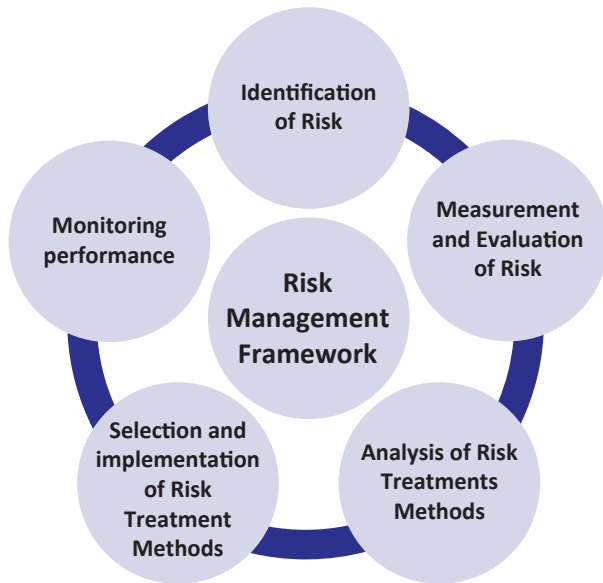 Identification
of Risk
Measurement
and Evaluation
of Risk
Analysis of Risk
Treatments
Methods
Selection and
implementation
of Risk
Treatment
Methods
Monitoring
performance
Risk
Management
Framework